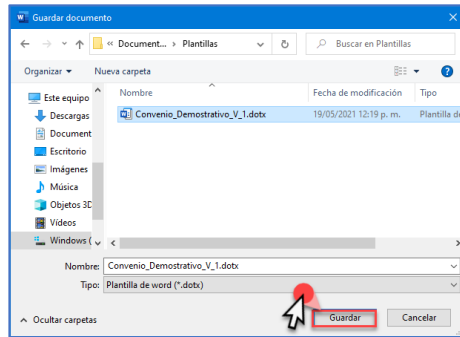 Guardar documento
« Document... › Plantillas
Buscar en Plantillas
Organizar Nueva carpeta
Nombre Fecha de modificación Tipo
Este equipo
Descargas
Document
Escritorio
Imágenes
Música
Objetos 3D
Vídeos
Windows (
Convenio_Demostrativo_V_1.dotx 19/05/2021 12:19 p. m. Plantilla d
Nombre: Convenio_Demostrativo_V_1.dotx
Tipo: Plantilla de word (*.dotx)
Ocultar carpetas Guardar Cancelar